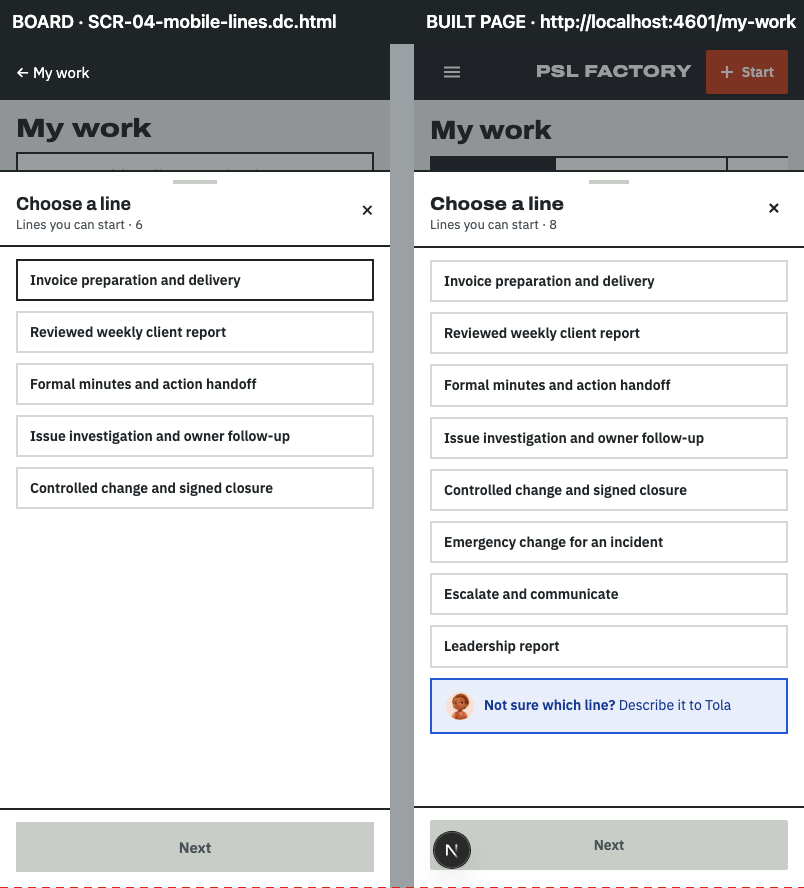 BOARD · SCR-04-mobile-lines.dc.html
← My work
My work
Choose a line
×
Lines you can start · 6
Invoice preparation and delivery
Reviewed weekly client report
Formal minutes and action handoff
Issue investigation and owner follow-up
Controlled change and signed closure
Next
BUILT PAGE · http://localhost:4601/my-work
PSL FACTORY
+ Start
My work
Choose a line
×
Lines you can start · 8
Invoice preparation and delivery
Reviewed weekly client report
Formal minutes and action handoff
Issue investigation and owner follow-up
Controlled change and signed closure
Emergency change for an incident
Escalate and communicate
Leadership report
Not sure which line? Describe it to Tola
N
Next